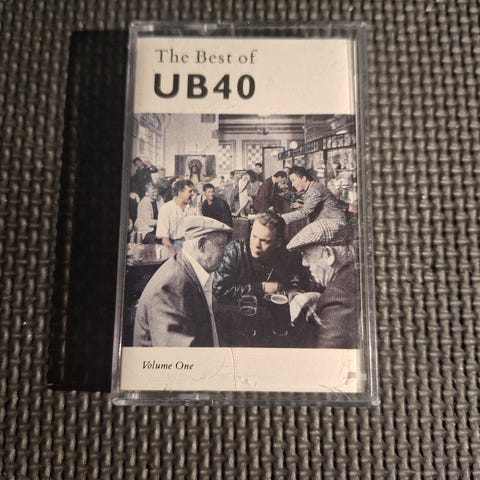 The Best of
UB40
Volume One